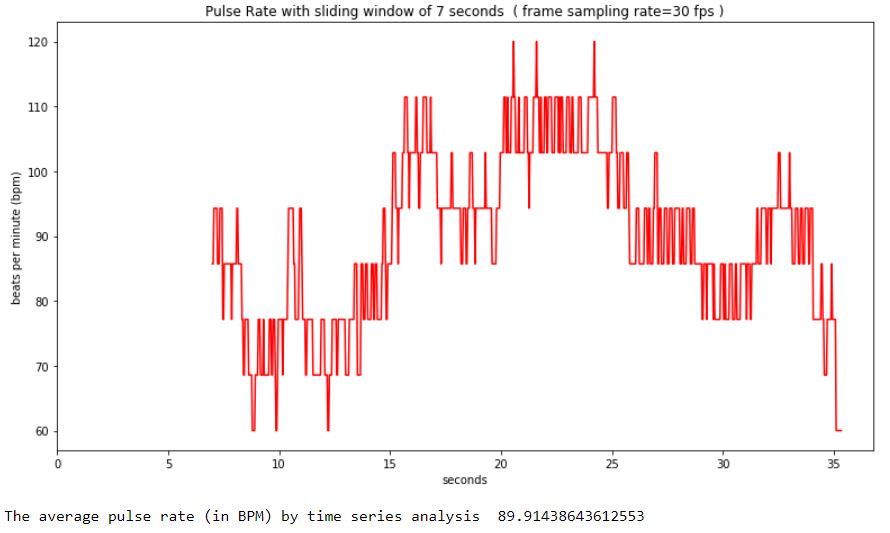 Pulse Rate with sliding window of 7 seconds ( frame sampling rate=30 fps )
120
110
100
90
80
70
60
beats per minute (bpm)
0 5 10 15 20 25 30 35
seconds
The average pulse rate (in BPM) by time series analysis 89.91438643612553